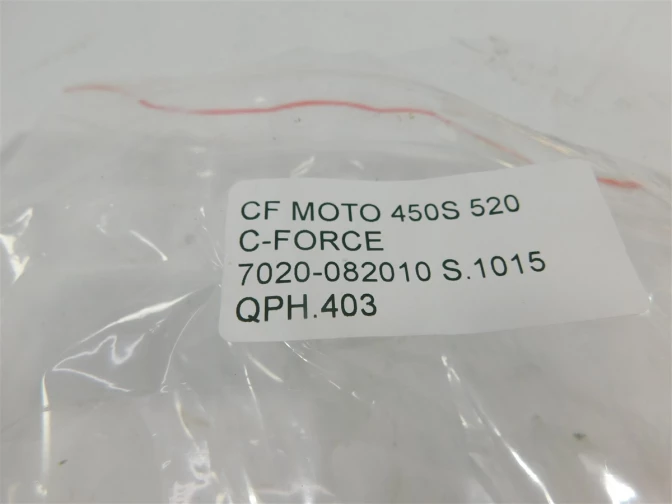 CF MOTO 450S 520
C-FORCE
7020-082010 S.1015
QPH.403